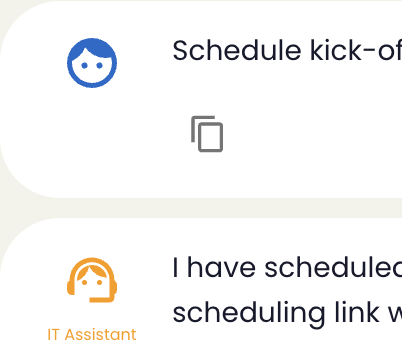 Schedule kick-of
I have scheduled
scheduling link w
IT Assistant